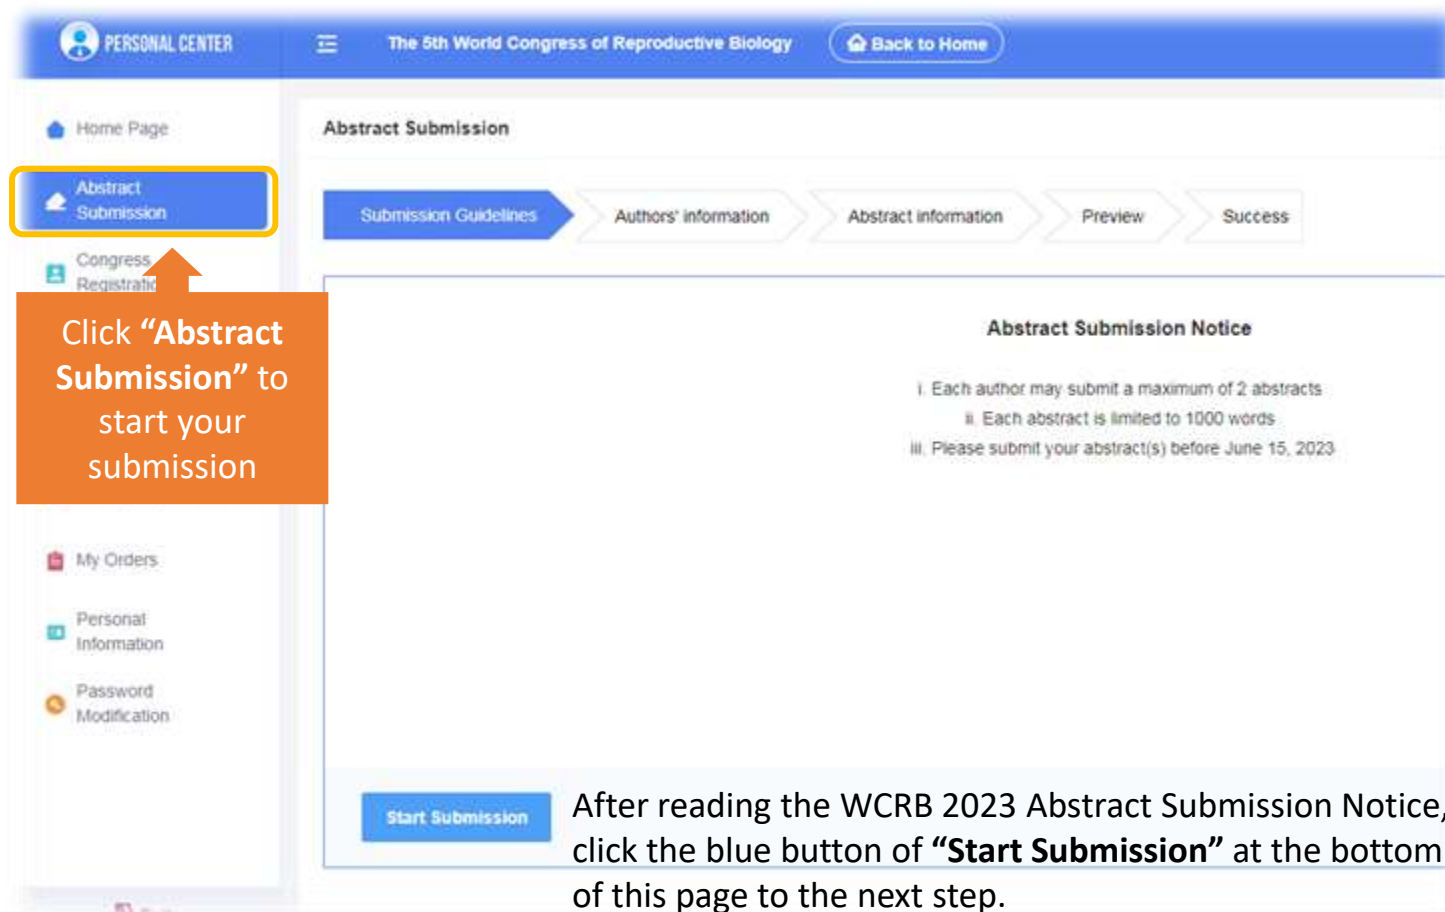 PERSONAL CENTER
The 5th World Congress of Reproductive Biology
Back to Home
Home Page
Abstract
Submission
Congress
Click “Abstract
Submission” to
start your
submission
My Orders
Personal
Information
Password
Modification
Abstract Submission
Submission Guidelines
Authors' information
Abstract information
Preview
Success
Abstract Submission Notice
i. Each author may submit a maximum of 2 abstracts
ii. Each abstract is limited to 1000 words
iii. Please submit your abstract(s) before June 15, 2023
Start Submission
After reading the WCRB 2023 Abstract Submission Notice,
click the blue button of “Start Submission” at the bottom
of this page to the next step.